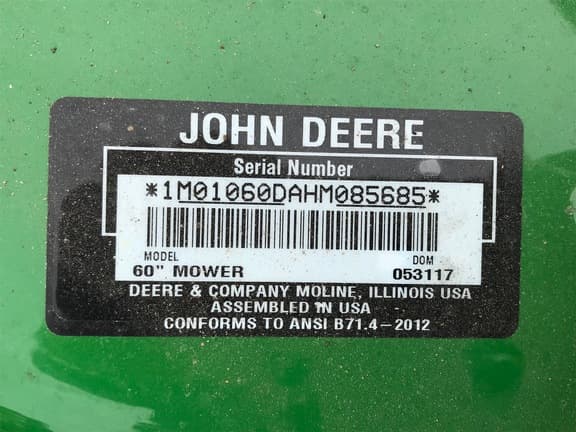 JOHN DEERE
Serial Number
*1M01060DAHM085685*
MODEL DOM
60" MOWER 053117
DEERE & COMPANY MOLINE, ILLINOIS USA
ASSEMBLED IN USA
CONFORMS TO ANSI B71.4-2012